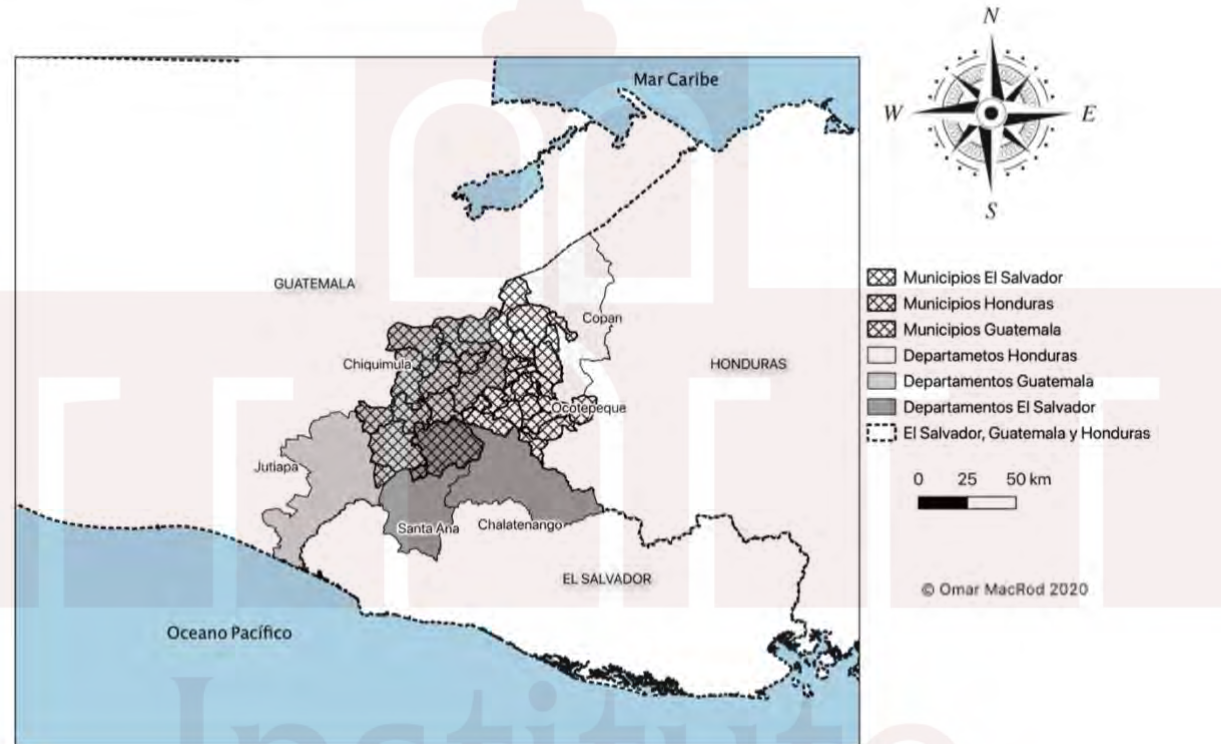 N
Mar Caribe
W
E
S
GUATEMALA
Copan
Chiquimula
HONDURAS
Ocotepeque
Jutiapa
Santa Ana
Chalatenango
EL SALVADOR
Oceano Pacífico
Municipios El Salvador
Municipios Honduras
Municipios Guatemala
Departametos Honduras
Departamentos Guatemala
Departamentos El Salvador
El Salvador, Guatemala y Honduras
0 25 50 km
© Omar MacRod 2020
Instituto